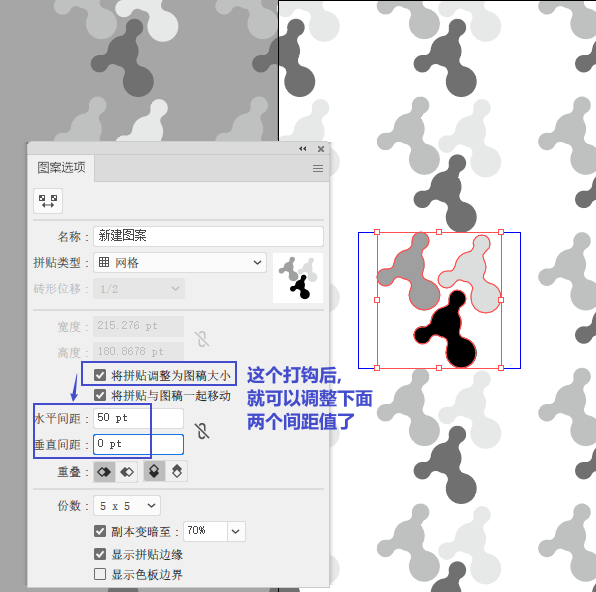 图案选项
名称：
新建图案
拼贴类型：
网格
砖形位移：
1/2
宽度：
215.276 pt
高度：
180.8678 pt
将拼贴调整为图稿大小
将拼贴与图稿一起移动
水平间距：
50 pt
垂直间距：
0 pt
重叠：
份数：
5 x 5
副本变暗至：
70%
显示拼贴边缘
显示色板边界
这个打钩后，
就可以调整下面
两个间距值了